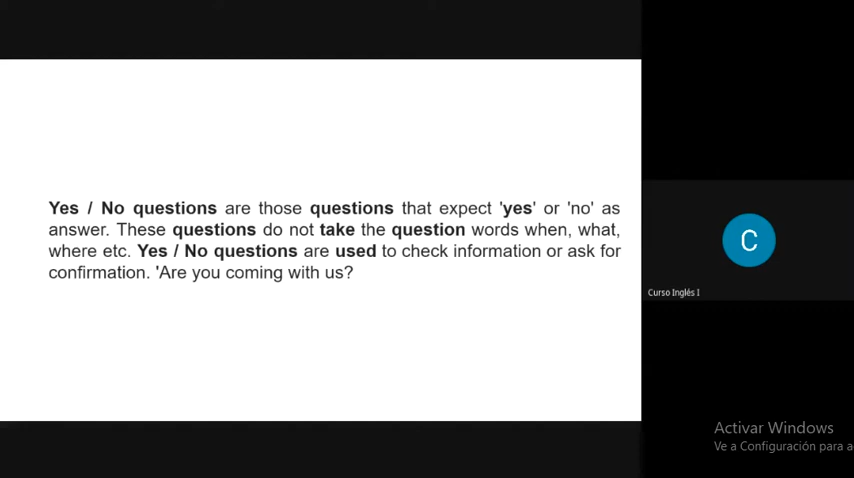 Yes / No questions are those questions that expect 'yes' or 'no' as
answer. These questions do not take the question words when, what,
where etc. Yes / No questions are used to check information or ask for
confirmation. 'Are you coming with us?
C
Curso Inglés I
Activar Windows
Ve a Configuración para a